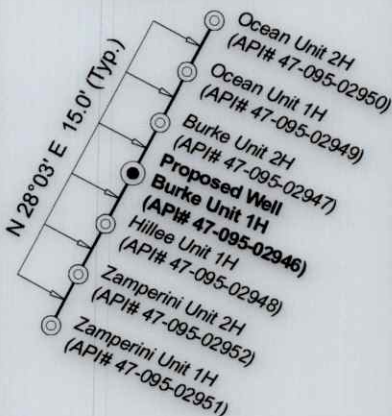 Ocean Unit 2H
(API# 47-095-02950)
Ocean Unit 1H
(API# 47-095-02949)
Burke Unit 2H
(API# 47-095-02947)
Proposed Well
Burke Unit 1H
(API# 47-095-02946)
Hillee Unit 1H
(API# 47-095-02948)
Zamperini Unit 2H
(API# 47-095-02952)
Zamperini Unit 1H
(API# 47-095-02951)
N 28°03' E 15.0' (Typ.)